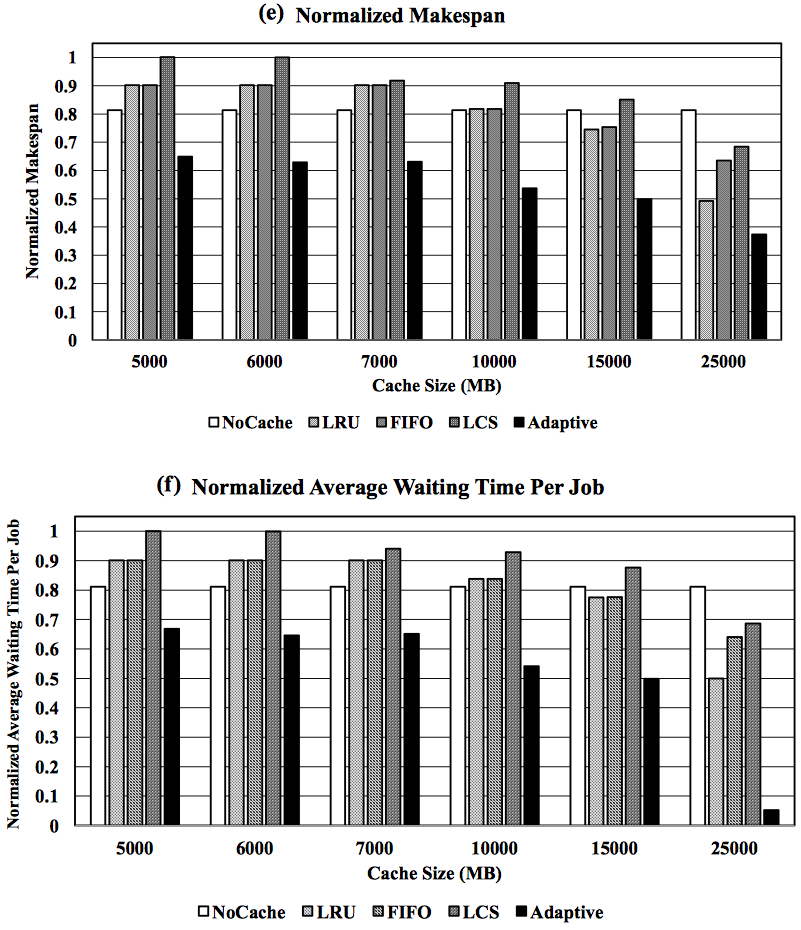 (e) Normalized Makespan
Normalized Makespan
1
0.9
0.8
0.7
0.6
0.5
0.4
0.3
0.2
0.1
0
5000 6000 7000 10000 15000 25000
Cache Size (MB)
NoCache LRU FIFO LCS Adaptive
(f) Normalized Average Waiting Time Per Job
Normalized Average Waiting Time Per Job
1
0.9
0.8
0.7
0.6
0.5
0.4
0.3
0.2
0.1
0
5000 6000 7000 10000 15000 25000
Cache Size (MB)
NoCache LRU FIFO LCS Adaptive